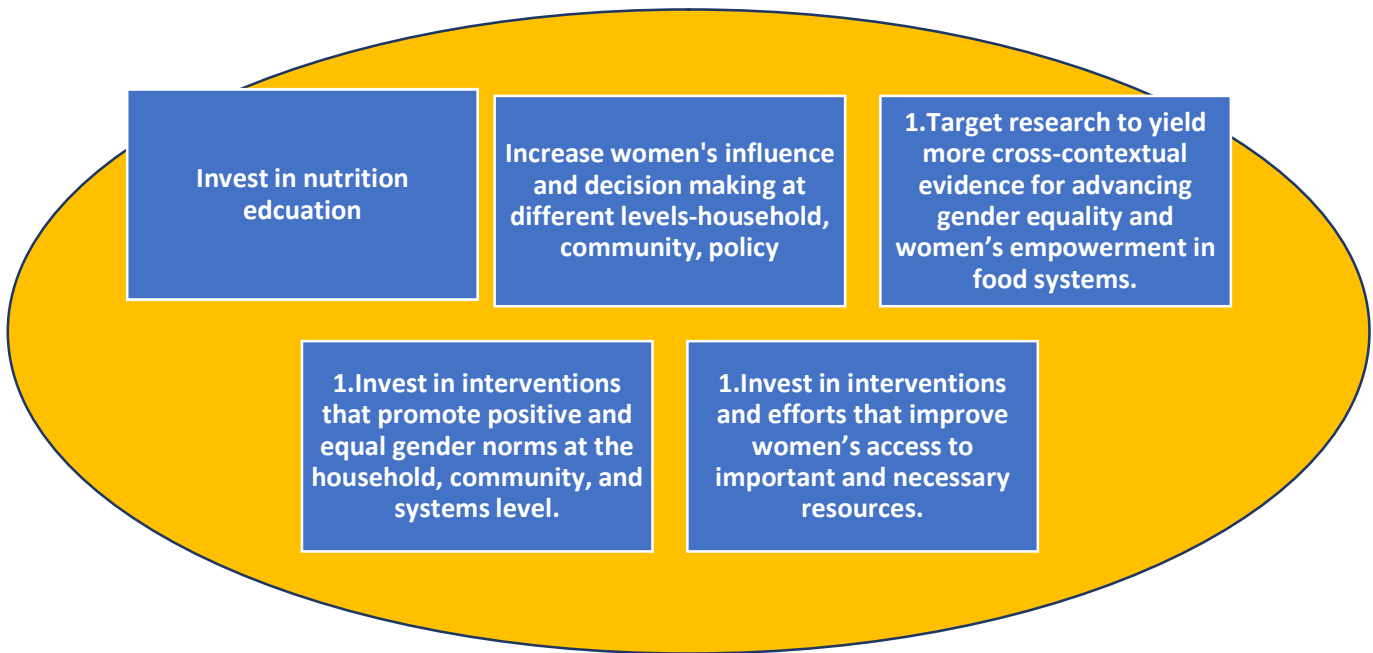 Invest in nutrition
edcuation
Increase women's influence
and decision making at
different levels-household,
community, policy
1.Target research to yield
more cross-contextual
evidence for advancing
gender equality and
women’s empowerment in
food systems.
1.Invest in interventions
that promote positive and
equal gender norms at the
household, community, and
systems level.
1.Invest in interventions
and efforts that improve
women’s access to
important and necessary
resources.